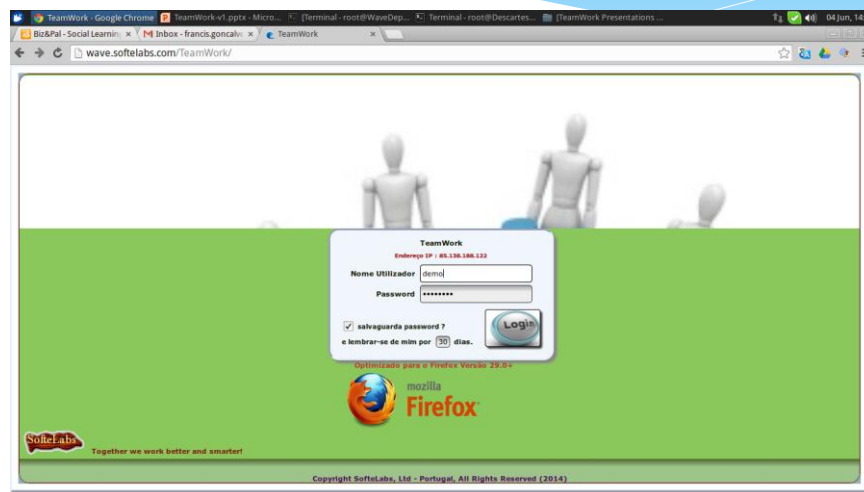 TeamWork - Google Chrome TeamWork-v1.pptx - Micro... [Terminal - root@WaveDep... Terminal - root@Descartes... [TeamWork Presentations ... 04 Jun, 14:
Biz&Pal - Social Learnin Inbox - francis.goncalv TeamWork
wave.softelabs.com/TeamWork/
TeamWork
Endereço IP : 85.138.188.122
Nome Utilizador demo
Password ••••••••
salvaguarda password ?
e lembrar-se de mim por 30 dias.
Login
Optimizado para o Firefox Versão 29.0+
mozilla
Firefox
SofteLabs
Together we work better and smarter!
Copyright SofteLabs, Ltd - Portugal, All Rights Reserved (2014)